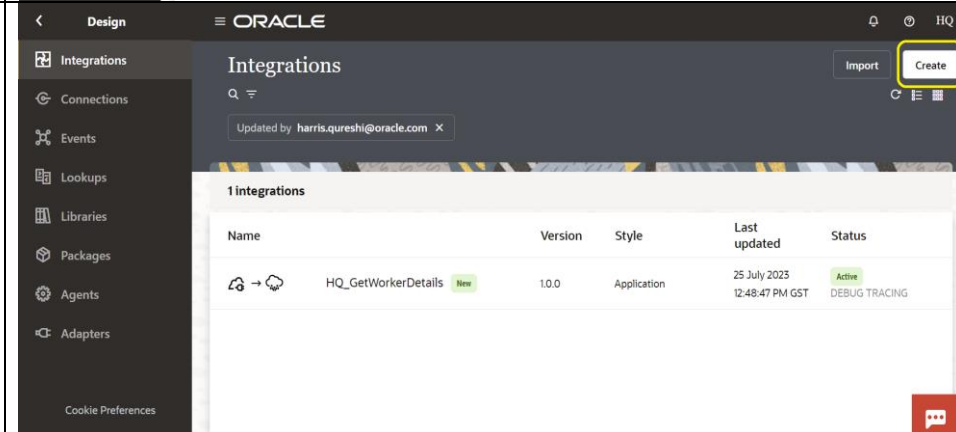 Design
ORACLE
HQ
Integrations
Connections
Events
Lookups
Libraries
Packages
Agents
Adapters
Cookie Preferences
Integrations
Import
Create
Updated by harris.qureshi@oracle.com X
1 integrations
Name Version Style Last updated Status
HQ_GetWorkerDetails New 1.0.0 Application 25 July 2023 12:48:47 PM GST Active DEBUG TRACING